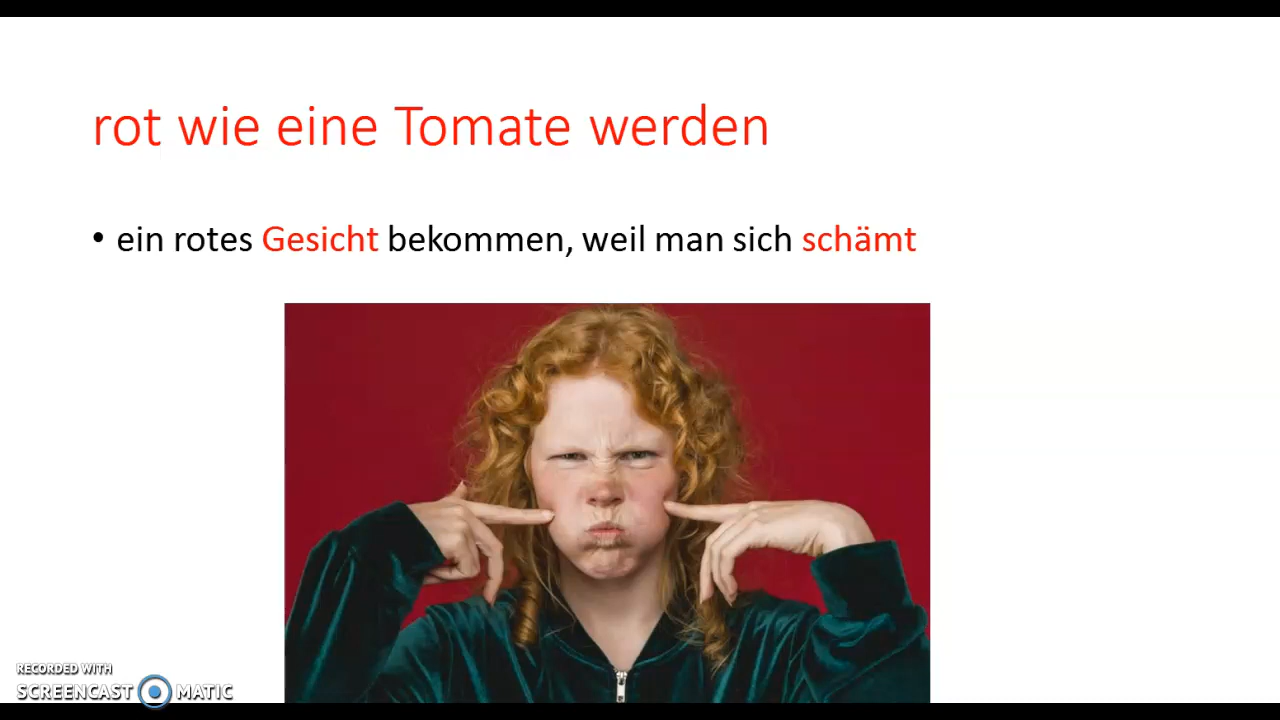 rot wie eine Tomate werden
• ein rotes Gesicht bekommen, weil man sich schämt
RECORDED WITH
SCREENCAST MATIC